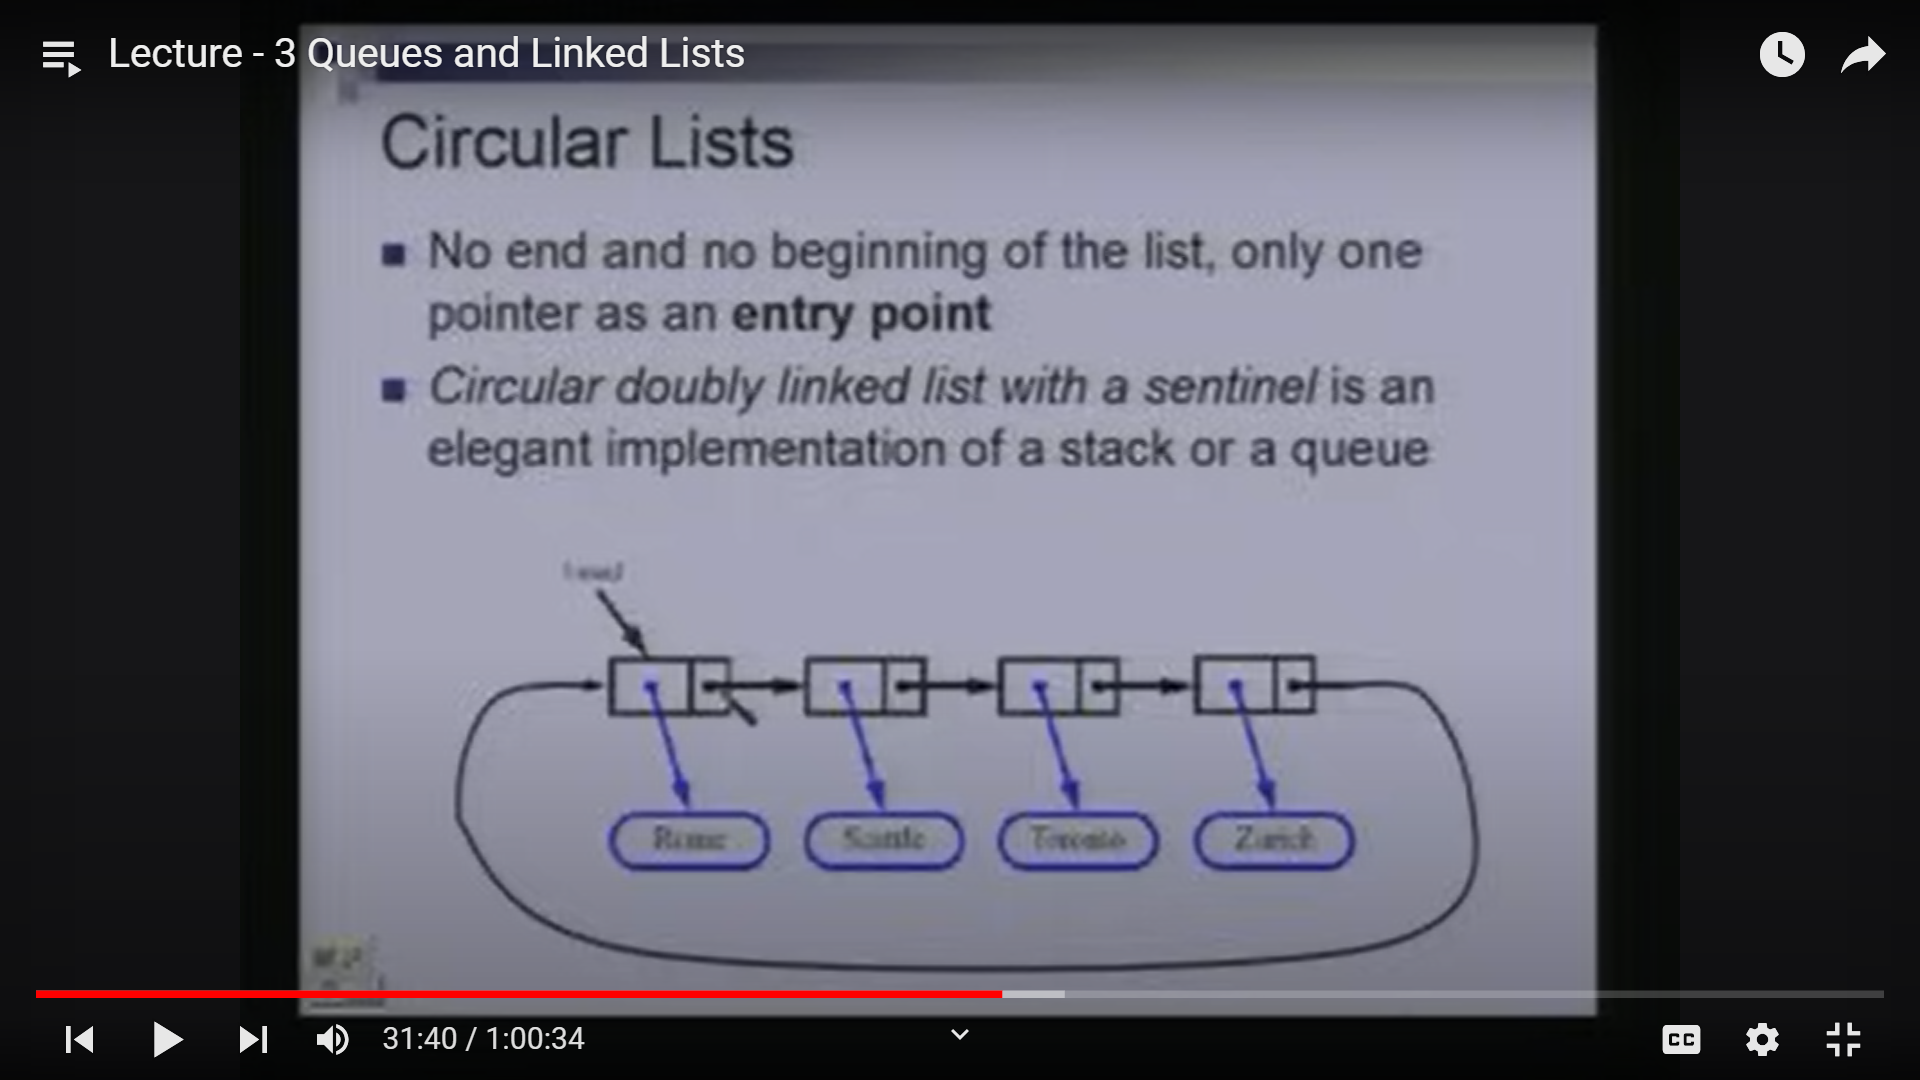 Lecture - 3 Queues and Linked Lists
Circular Lists
No end and no beginning of the list, only one
pointer as an entry point
Circular doubly linked list with a sentinel is an
elegant implementation of a stack or a queue
Rome Seattle Toronto Zurich
31:40 / 1:00:34
CC